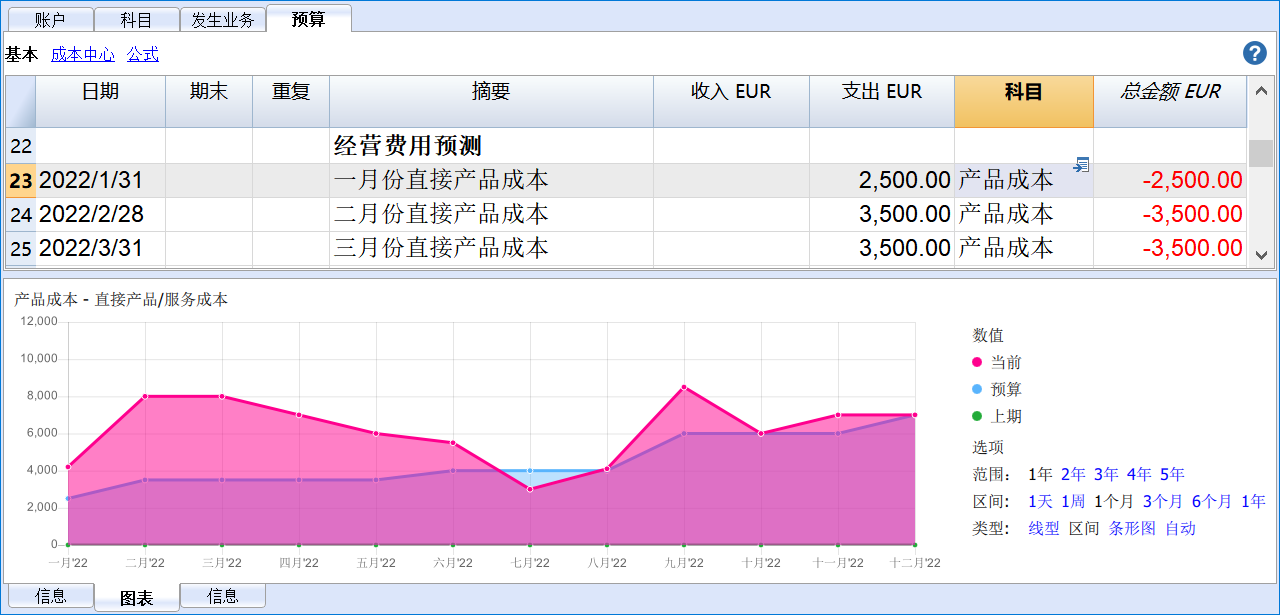 账户 科目 发生业务 预算
基本 成本中心 公式 ?
日期 期末 重复 摘要 收入 EUR 支出 EUR 科目 总金额 EUR
22 经营费用预测
23 2022/1/31 一月份直接产品成本 2,500.00 产品成本 -2,500.00
24 2022/2/28 二月份直接产品成本 3,500.00 产品成本 -3,500.00
25 2022/3/31 三月份直接产品成本 3,500.00 产品成本 -3,500.00
产品成本 - 直接产品/服务成本
12,000
10,000
8,000
6,000
4,000
2,000
0
一月'22 二月'22 三月'22 四月'22 五月'22 六月'22 七月'22 八月'22 九月'22 十月'22 十一月'22 十二月'22
数值
当前
预算
上期
选项
范围: 1年 2年 3年 4年 5年
区间: 1天 1周 1个月 3个月 6个月 1年
类型: 线型 区间 条形图 自动
信息 图表 信息